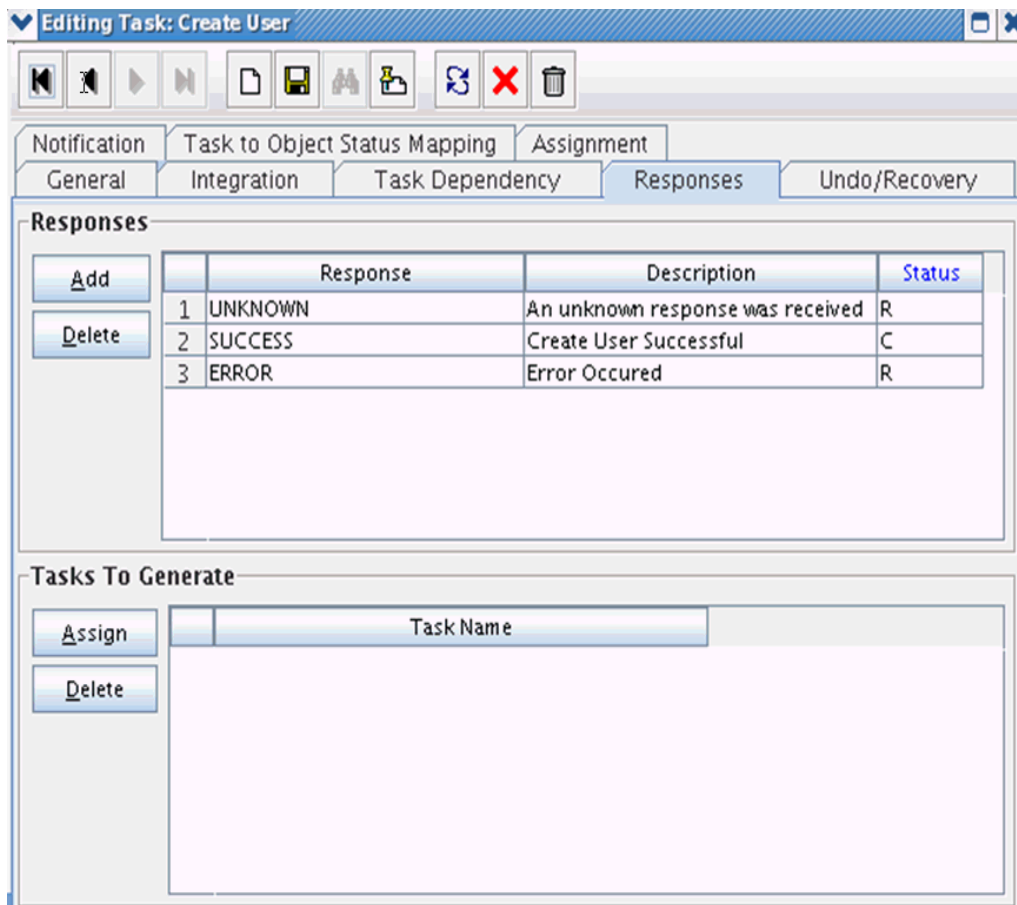 Editing Task: Create User
Notification Task to Object Status Mapping Assignment
General Integration Task Dependency Responses Undo/Recovery
Responses
Add
Delete
Response Description Status
1 UNKNOWN An unknown response was received R
2 SUCCESS Create User Successful C
3 ERROR Error Occured R
Tasks To Generate
Assign
Delete
Task Name